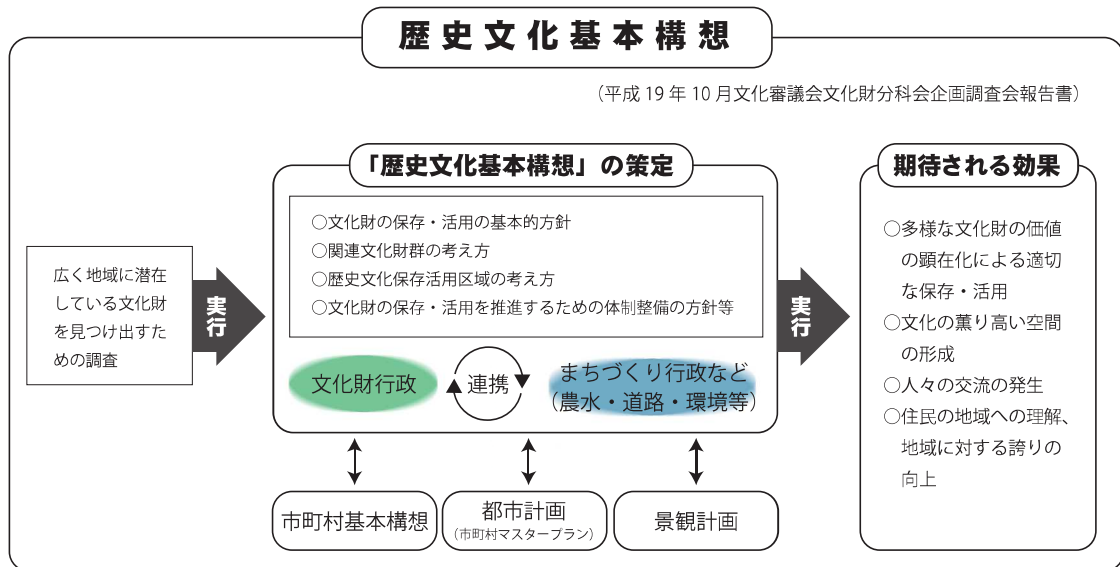 歴史文化基本構想
(平成19年10月文化審議会文化財分科会企画調査会報告書)
広く地域に潜在
している文化財
を見つけ出すた
めの調査
実行
「歴史文化基本構想」の策定
○文化財の保存・活用の基本的方針
○関連文化財群の考え方
○歴史文化保存活用区域の考え方
○文化財の保存・活用を推進するための体制整備の方針等
文化財行政
連携
まちづくり行政など
(農水・道路・環境等)
市町村基本構想
都市計画
(市町村マスタープラン)
景観計画
実行
期待される効果
○多様な文化財の価値
の顕在化による適切
な保存・活用
○文化の薫り高い空間
の形成
○人々の交流の発生
○住民の地域への理解、
地域に対する誇りの
向上